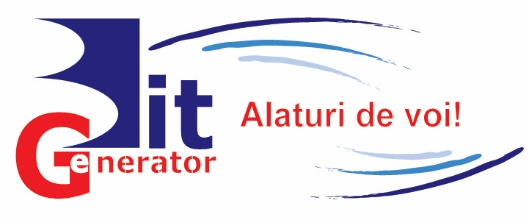 Bit
Generator
Alaturi de voi!